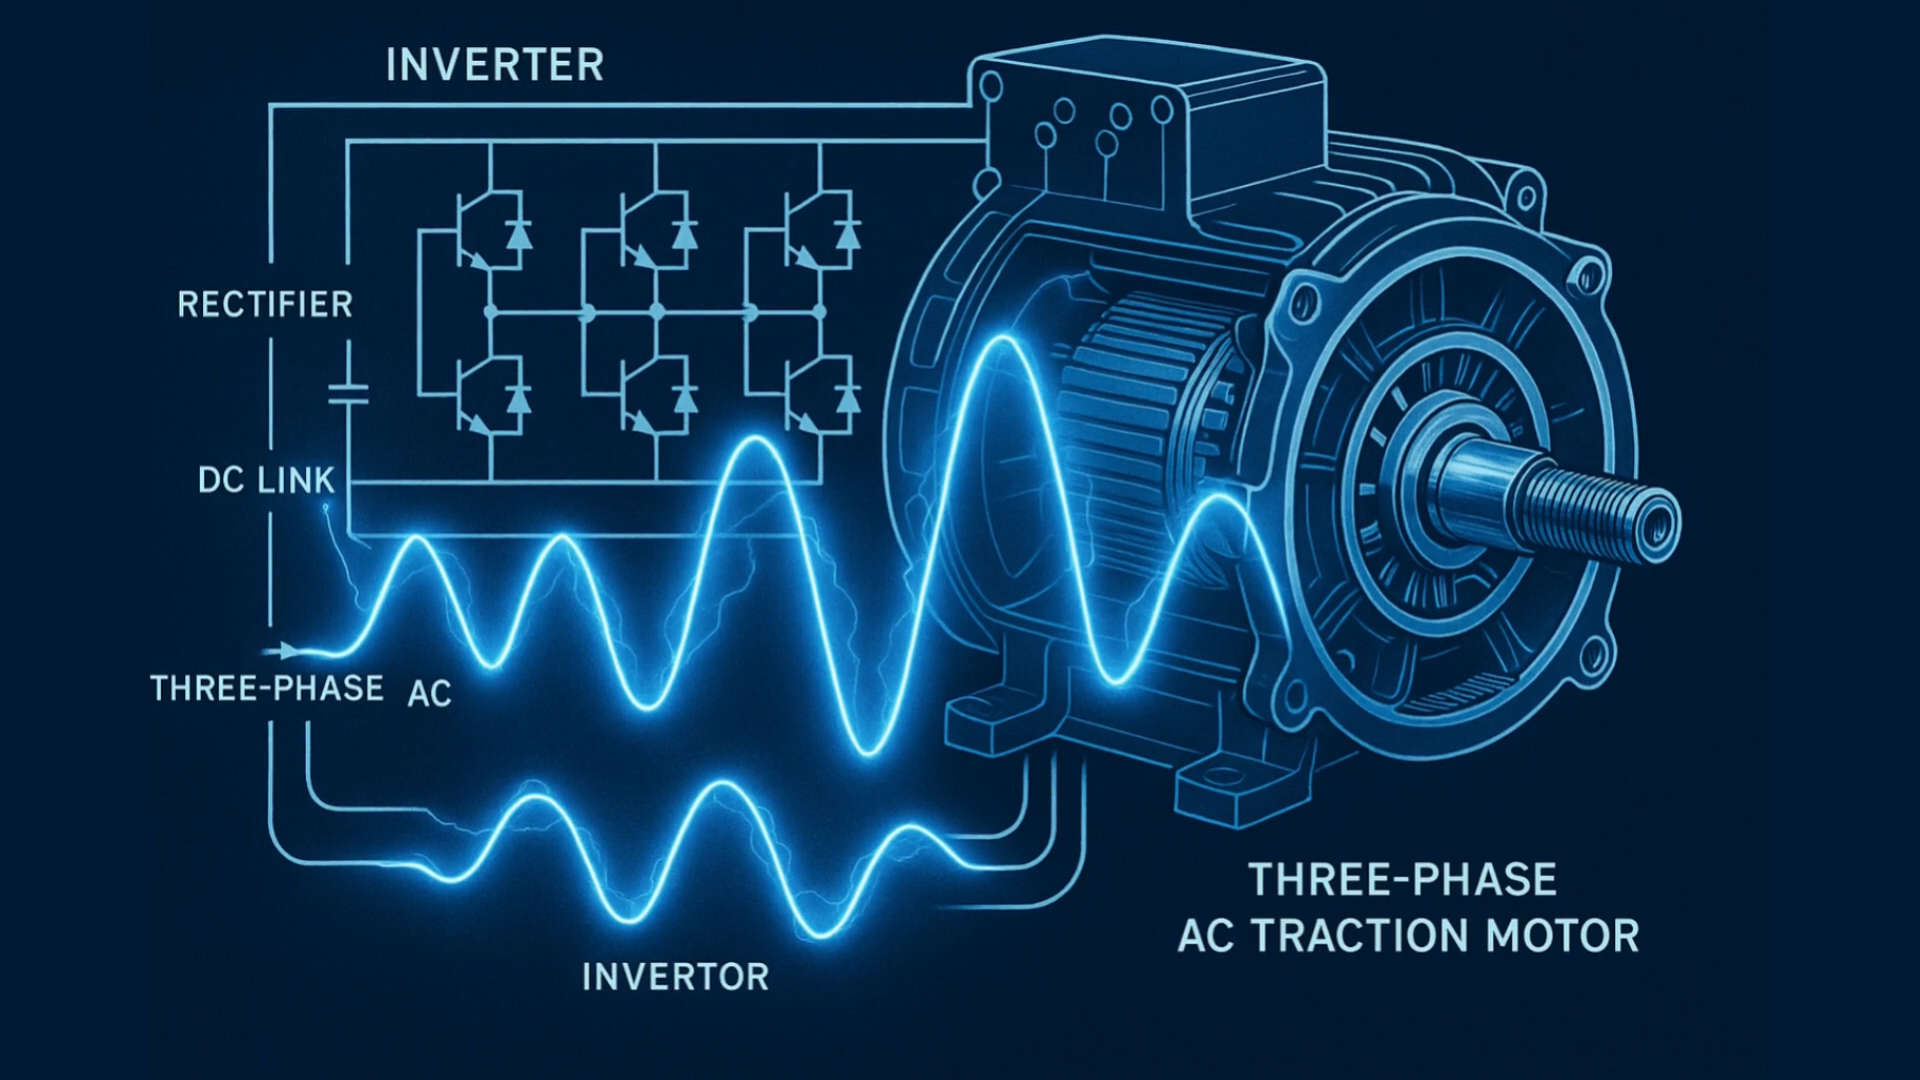 INVERTER
RECTIFIER
DC LINK
THREE-PHASE AC
INVERTOR
THREE-PHASE
AC TRACTION MOTOR